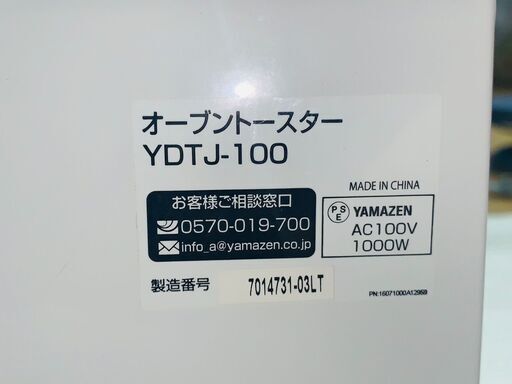 オーブントースター
YDTJ-100
お客様ご相談窓口
0570-019-700
info_a@yamazen.co.jp
MADE IN CHINA
PSE YAMAZEN
AC100V
1000W
製造番号 7014731-03LT
PN:16071000A12959